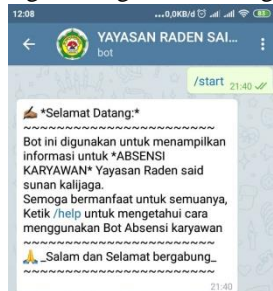 12:08
...0,0KB/d
YAYASAN RADEN SAI...
bot
/start 21:40
✍ *Selamat Datang:*
~~~~~~~~~~~~~~~~~~~~~~~
Bot ini digunakan untuk menampilkan
informasi untuk *ABSENSI
KARYAWAN* Yayasan Raden said
sunan kalijaga.
Semoga bermanfaat untuk semuanya,
Ketik /help untuk mengetahui cara
menggunakan Bot Absensi karyawan
~~~~~~~~~~~~~~~~~~~~~~~
🙏 _Salam dan Selamat bergabung_
~~~~~~~~~~~~~~~~~~~~~~~
21:40